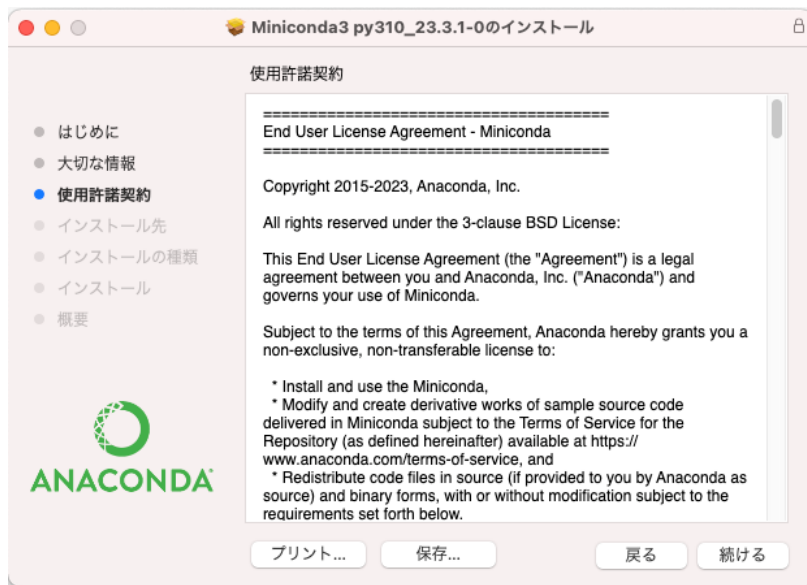 Miniconda3 py310_23.3.1-0のインストール
使用許諾契約
はじめに
大切な情報
使用許諾契約
インストール先
インストールの種類
インストール
概要
ANACONDA
=====================================
End User License Agreement - Miniconda
=====================================
Copyright 2015-2023, Anaconda, Inc.
All rights reserved under the 3-clause BSD License:
This End User License Agreement (the "Agreement") is a legal
agreement between you and Anaconda, Inc. ("Anaconda") and
governs your use of Miniconda.
Subject to the terms of this Agreement, Anaconda hereby grants you a
non-exclusive, non-transferable license to:
* Install and use the Miniconda,
* Modify and create derivative works of sample source code
delivered in Miniconda subject to the Terms of Service for the
Repository (as defined hereinafter) available at https://
www.anaconda.com/terms-of-service, and
* Redistribute code files in source (if provided to you by Anaconda as
source) and binary forms, with or without modification subject to the
requirements set forth below.
プリント...
保存...
戻る
続ける